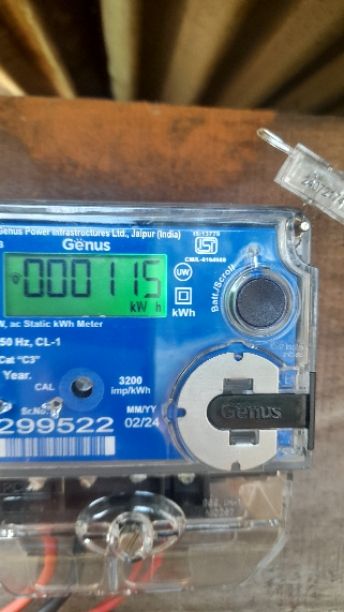 Genus Power Infrastructures Ltd., Jaipur (India)
IS:13779
Genus
CM/L-8164569
000115
kW h
UW
kWh
Batt./Scroll
W, ac Static kWh Meter
50 Hz, CL-1
Cat "C3"
Year.
CAL
3200
imp/kWh
Sr.No.
MM/YY
299522
02/24
Genus